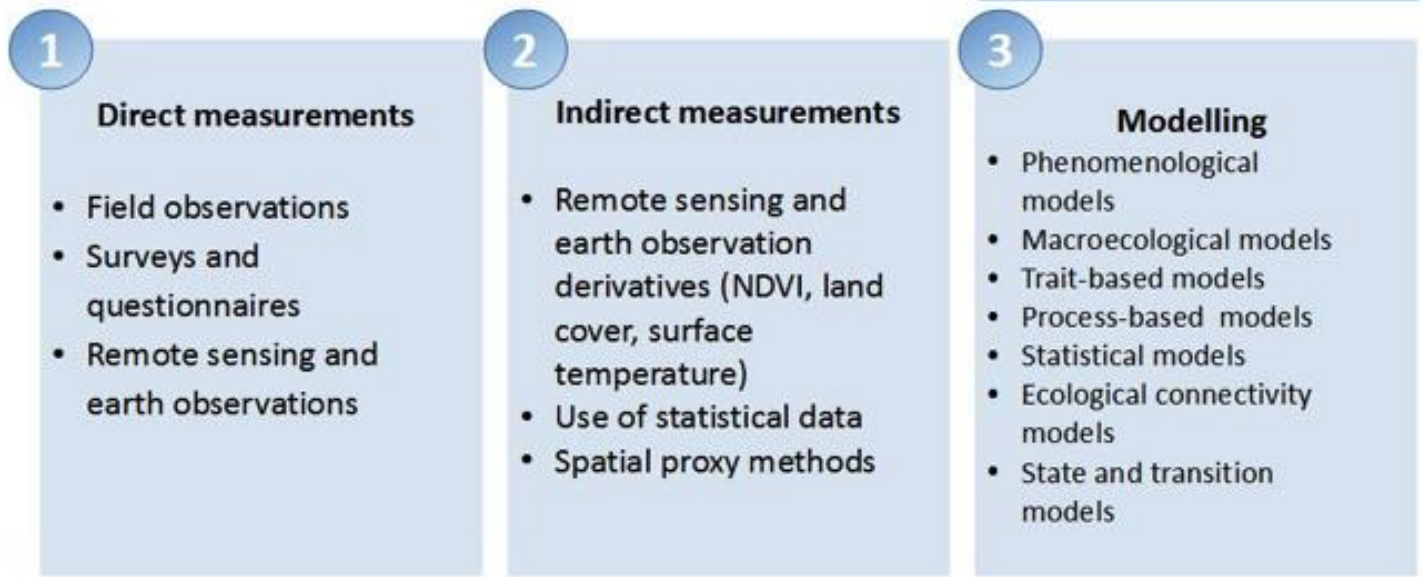 1
Direct measurements
• Field observations
• Surveys and
questionnaires
• Remote sensing and
earth observations
2
Indirect measurements
• Remote sensing and
earth observation
derivatives (NDVI, land
cover, surface
temperature)
• Use of statistical data
• Spatial proxy methods
3
Modelling
• Phenomenological
models
• Macroecological models
• Trait-based models
• Process-based models
• Statistical models
• Ecological connectivity
models
• State and transition
models